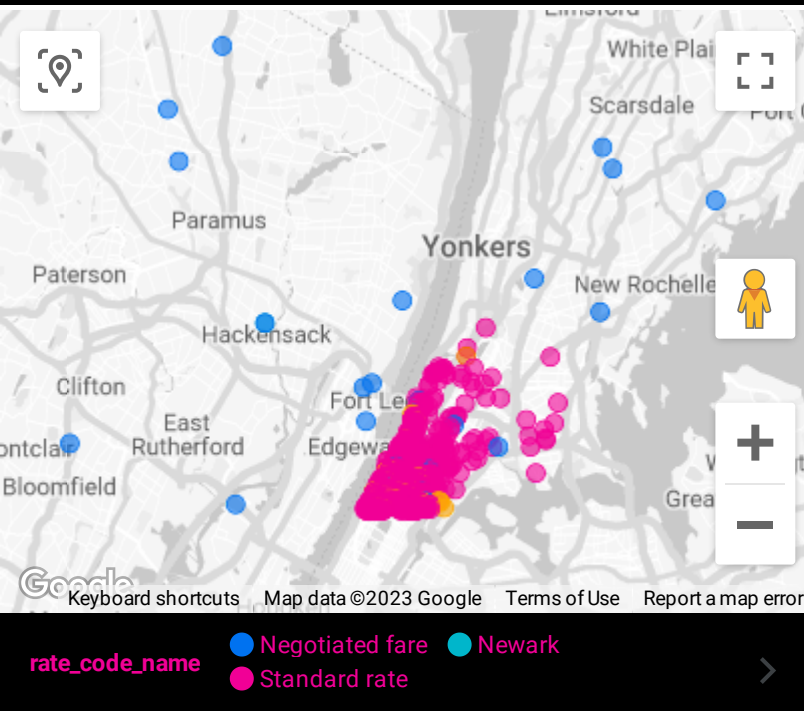 Elmsford
White Plai
Scarsdale
Port C
Paramus
Yonkers
Paterson
New Rochelle
Hackensack
Clifton
Fort Le
East
Rutherford
Edgewa
ontclair
Bloomfield
Grea
Google
Keyboard shortcuts Map data ©2023 Google Terms of Use Report a map error
Hoboken
rate_code_name
Negotiated fare
Newark
Standard rate